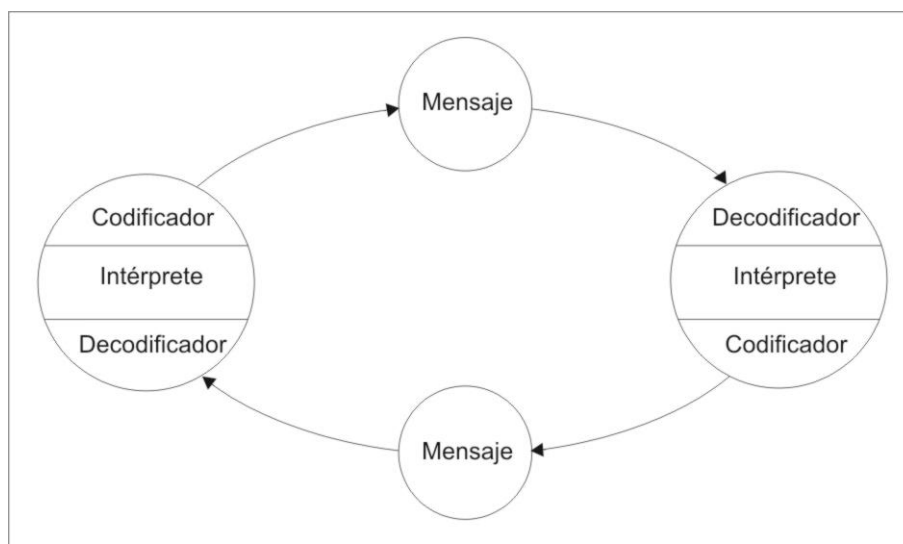 Mensaje
Codificador
Intérprete
Decodificador
Decodificador
Intérprete
Codificador
Mensaje